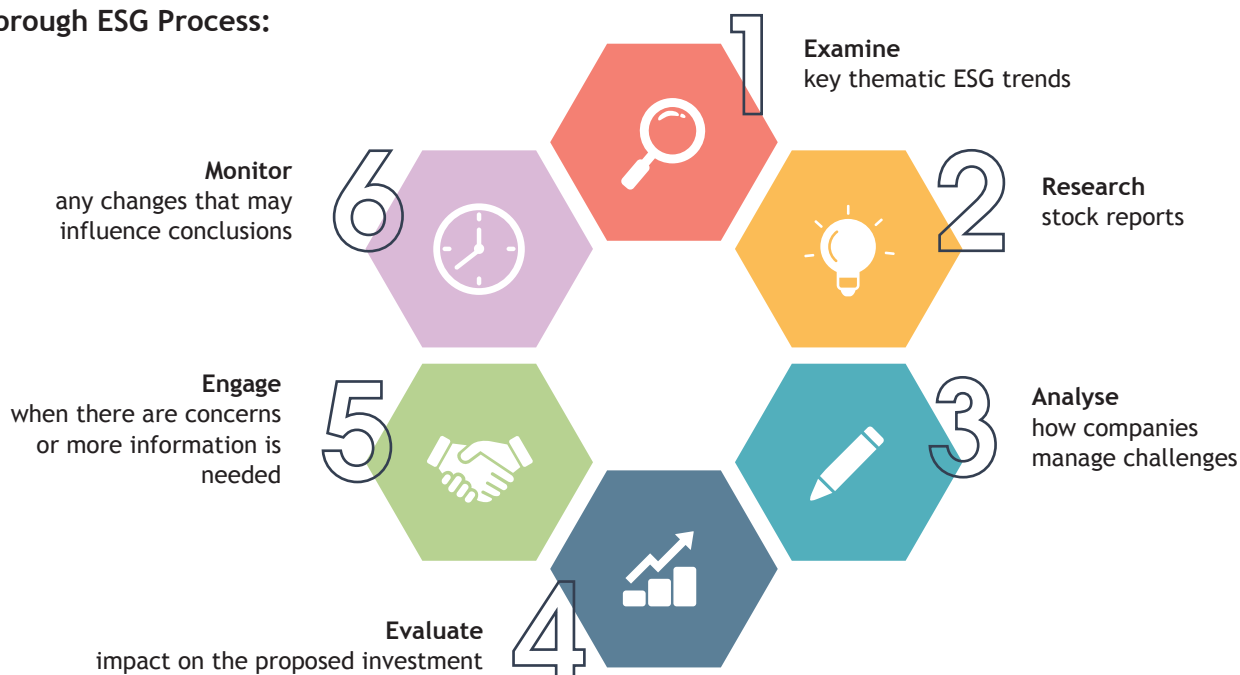 orough ESG Process:
1
Examine
key thematic ESG trends
2
Research
stock reports
3
Analyse
how companies
manage challenges
4
Evaluate
impact on the proposed investment
5
Engage
when there are concerns
or more information is
needed
6
Monitor
any changes that may
influence conclusions